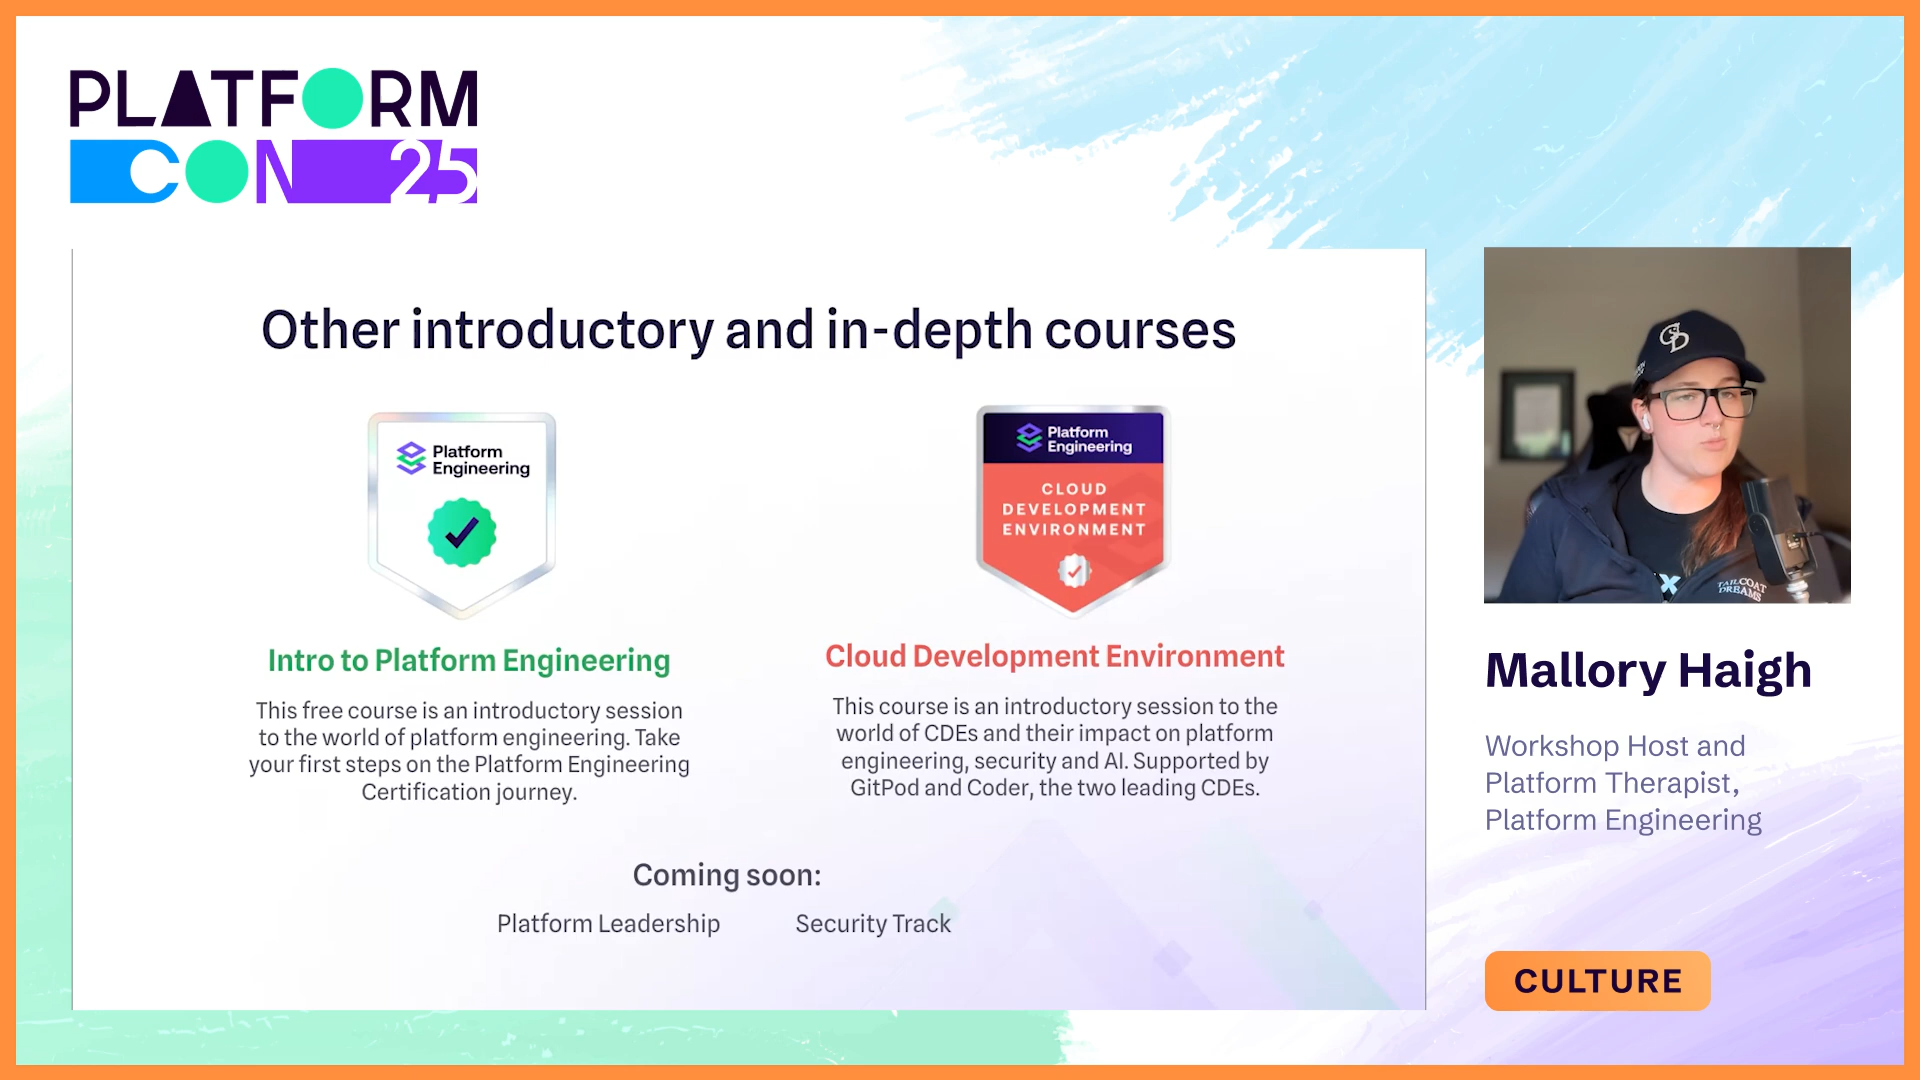 PLATFORM
CON 25
Other introductory and in-depth courses
Platform
Engineering
Intro to Platform Engineering
This free course is an introductory session
to the world of platform engineering. Take
your first steps on the Platform Engineering
Certification journey.
Platform
Engineering
CLOUD
DEVELOPMENT
ENVIRONMENT
Cloud Development Environment
This course is an introductory session to the
world of CDEs and their impact on platform
engineering, security and AI. Supported by
GitPod and Coder, the two leading CDEs.
Coming soon:
Platform Leadership
Security Track
TAILCOAT
DREAMS
Mallory Haigh
Workshop Host and
Platform Therapist,
Platform Engineering
CULTURE